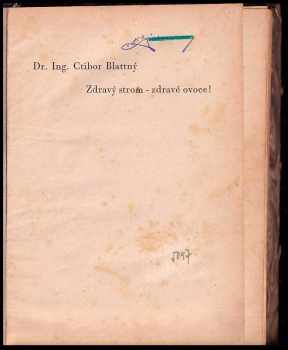 Dr. Ing. Ctibor Blattný
Zdravý strom - zdravé ovoce!